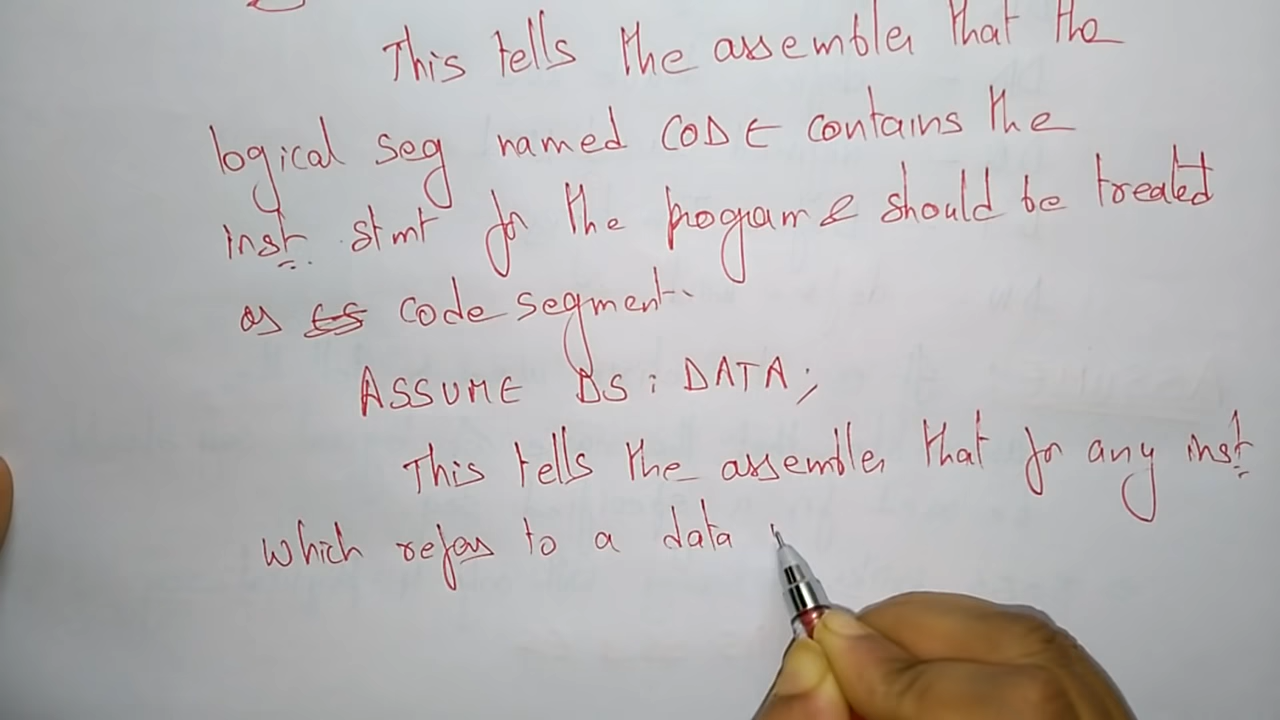 This tells the assembler that the
logical seg named CODE contains the
inst. stmt for the program & should be treated
as code segment.
ASSUME DS : DATA ;
This tells the assembler that for any inst
which refers to a data